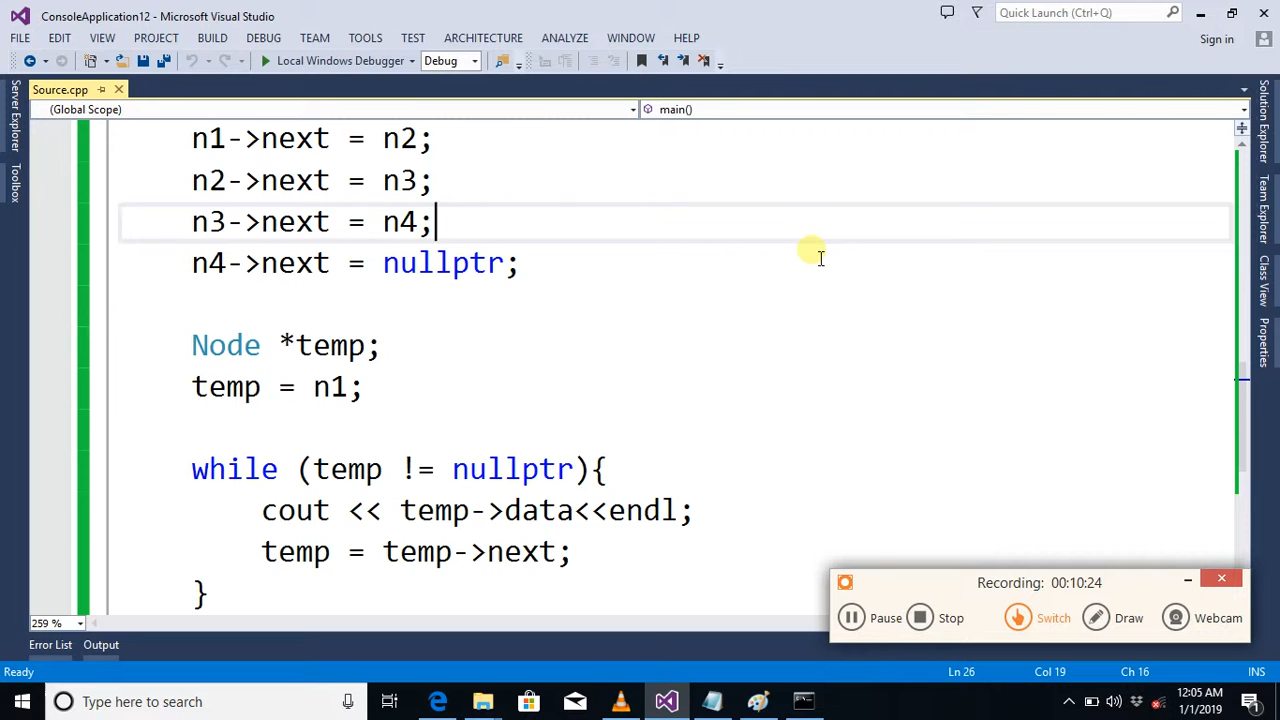 ConsoleApplication12 - Microsoft Visual Studio
Quick Launch (Ctrl+Q)
FILE EDIT VIEW PROJECT BUILD DEBUG TEAM TOOLS TEST ARCHITECTURE ANALYZE WINDOW HELP
Sign in
Local Windows Debugger
Debug
Source.cpp
(Global Scope)
main()
Server Explorer
Toolbox
Solution Explorer
Team Explorer
Class View
Properties
n1->next = n2;
n2->next = n3;
n3->next = n4;
n4->next = nullptr;
Node *temp;
temp = n1;
while (temp != nullptr){
cout << temp->data<<endl;
temp = temp->next;
}
Recording: 00:10:24
Pause Stop Switch Draw Webcam
259 %
Error List Output
Ready
Ln 26 Col 19 Ch 16 INS
Type here to search
12:05 AM
1/1/2019